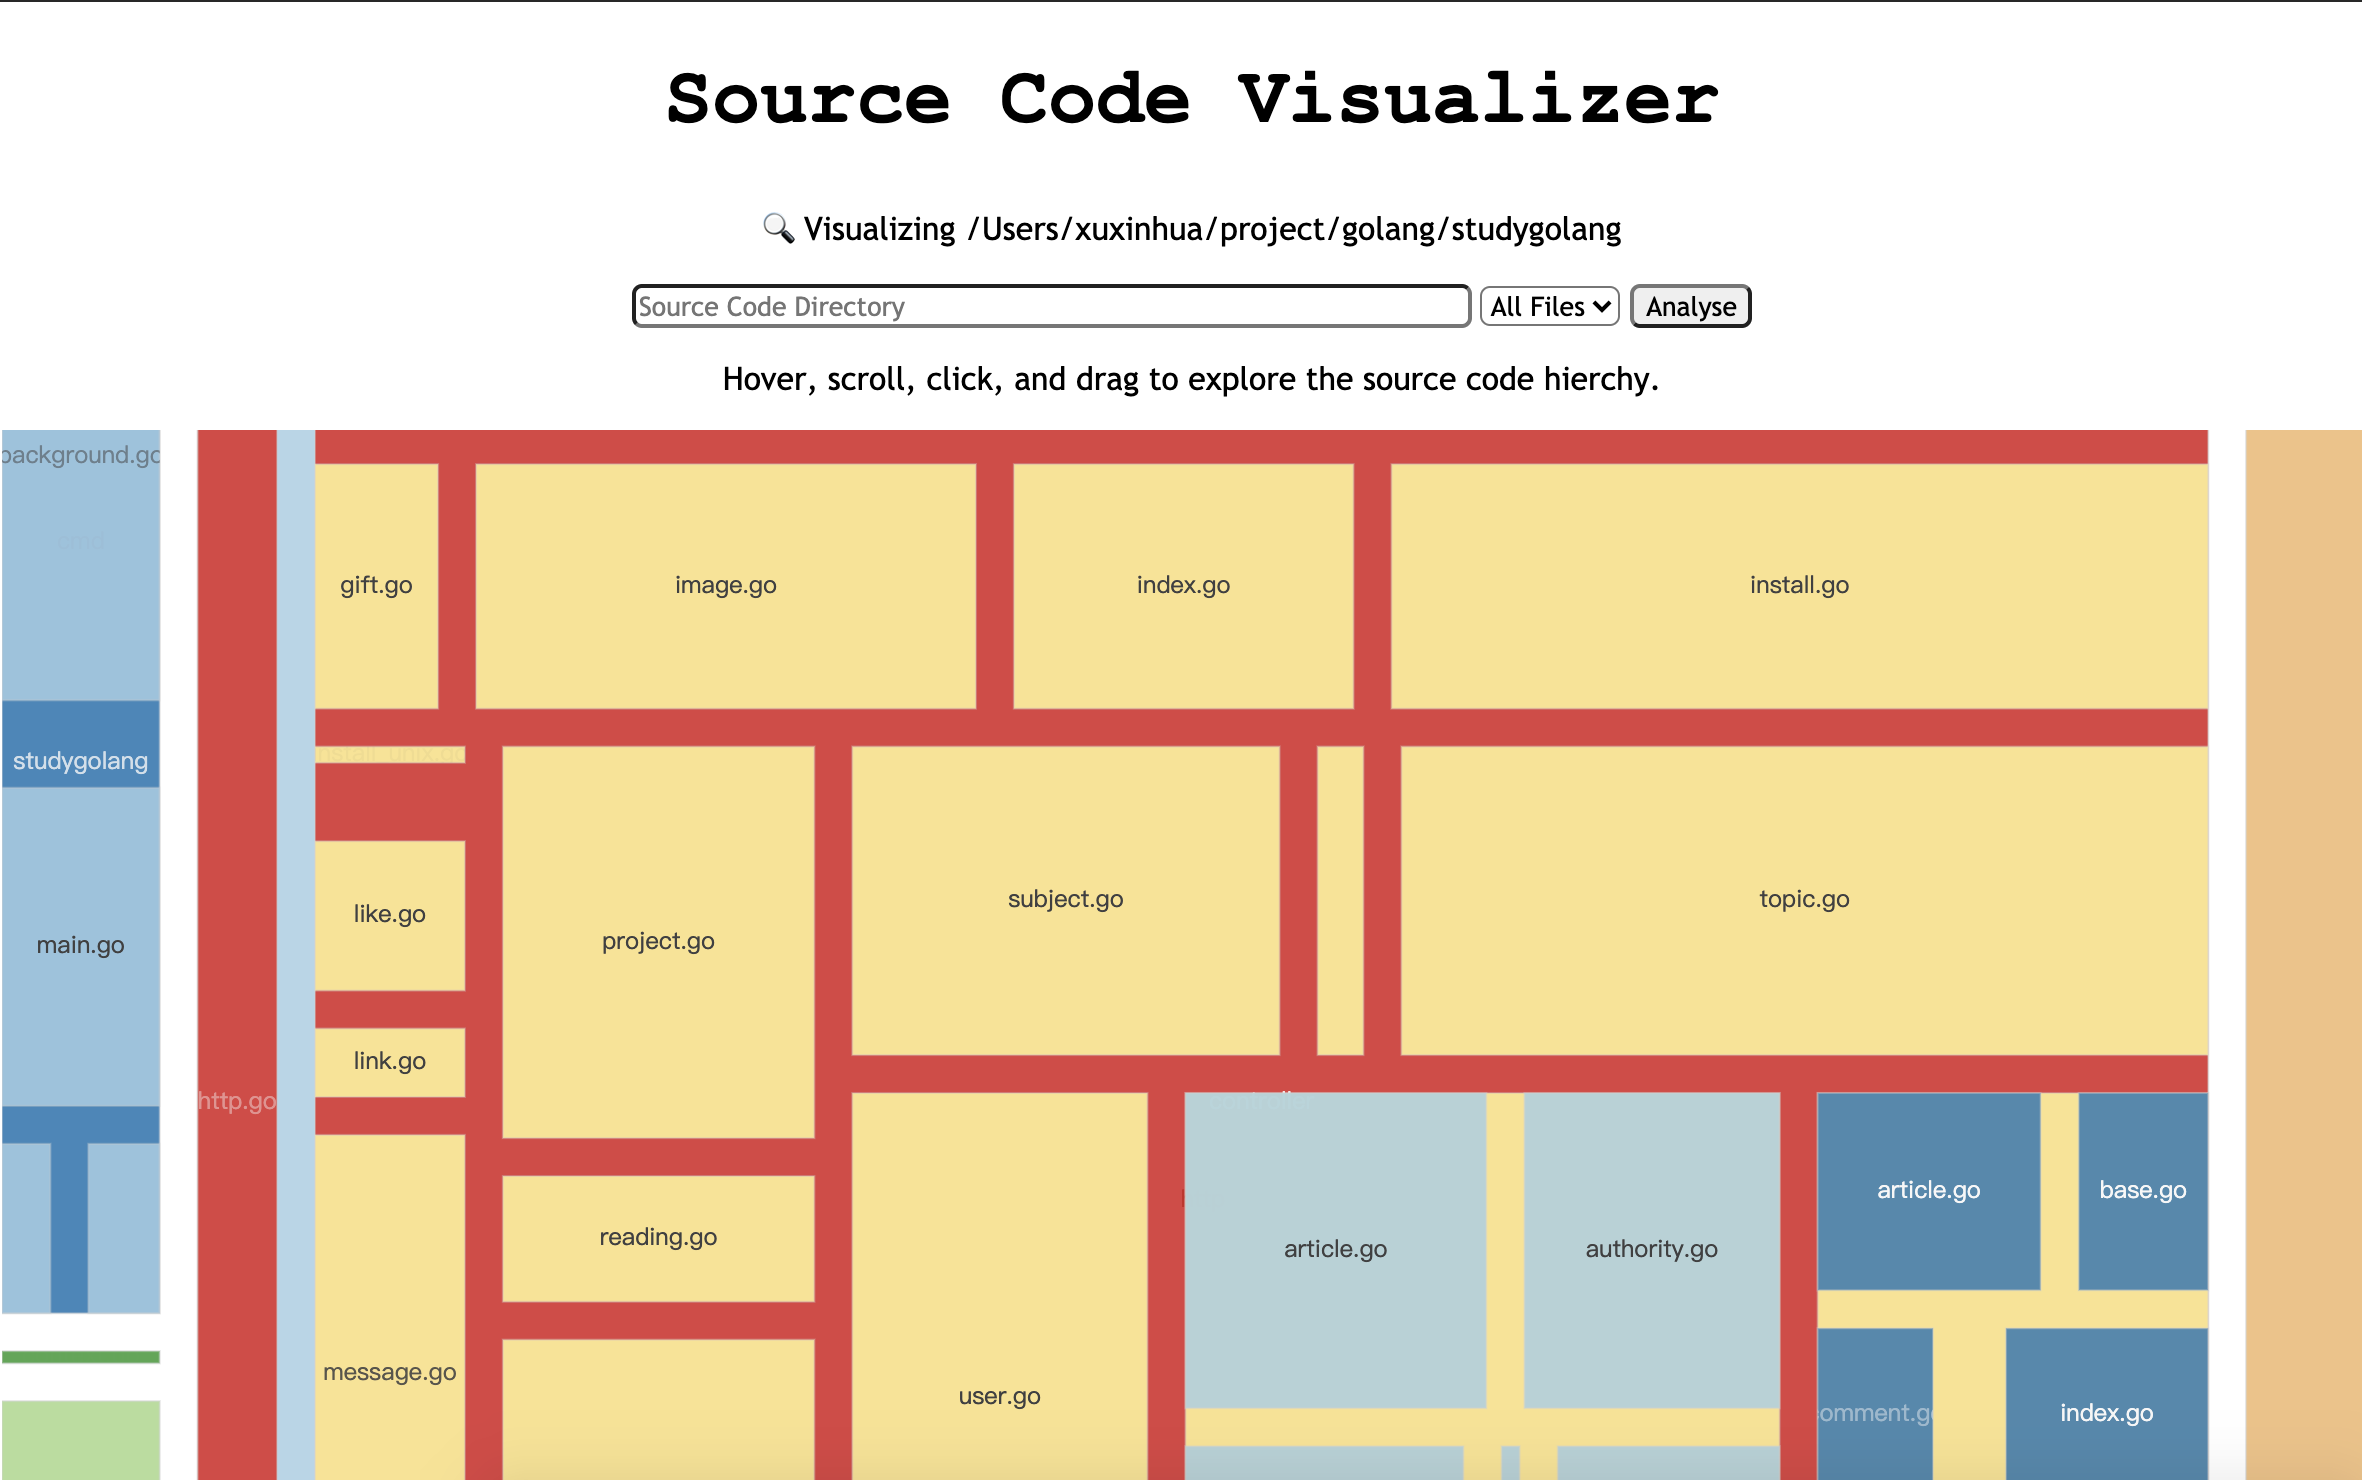 Source Code Visualizer
🔍 Visualizing /Users/xuxinhua/project/golang/studygolang
Source Code Directory
All Files
Analyse
Hover, scroll, click, and drag to explore the source code hierchy.
background.go
cmd
studygolang
main.go
http.go
gift.go
image.go
index.go
install.go
install_unix.go
like.go
link.go
message.go
project.go
reading.go
subject.go
topic.go
user.go
controller
article.go
authority.go
article.go
base.go
comment.go
index.go